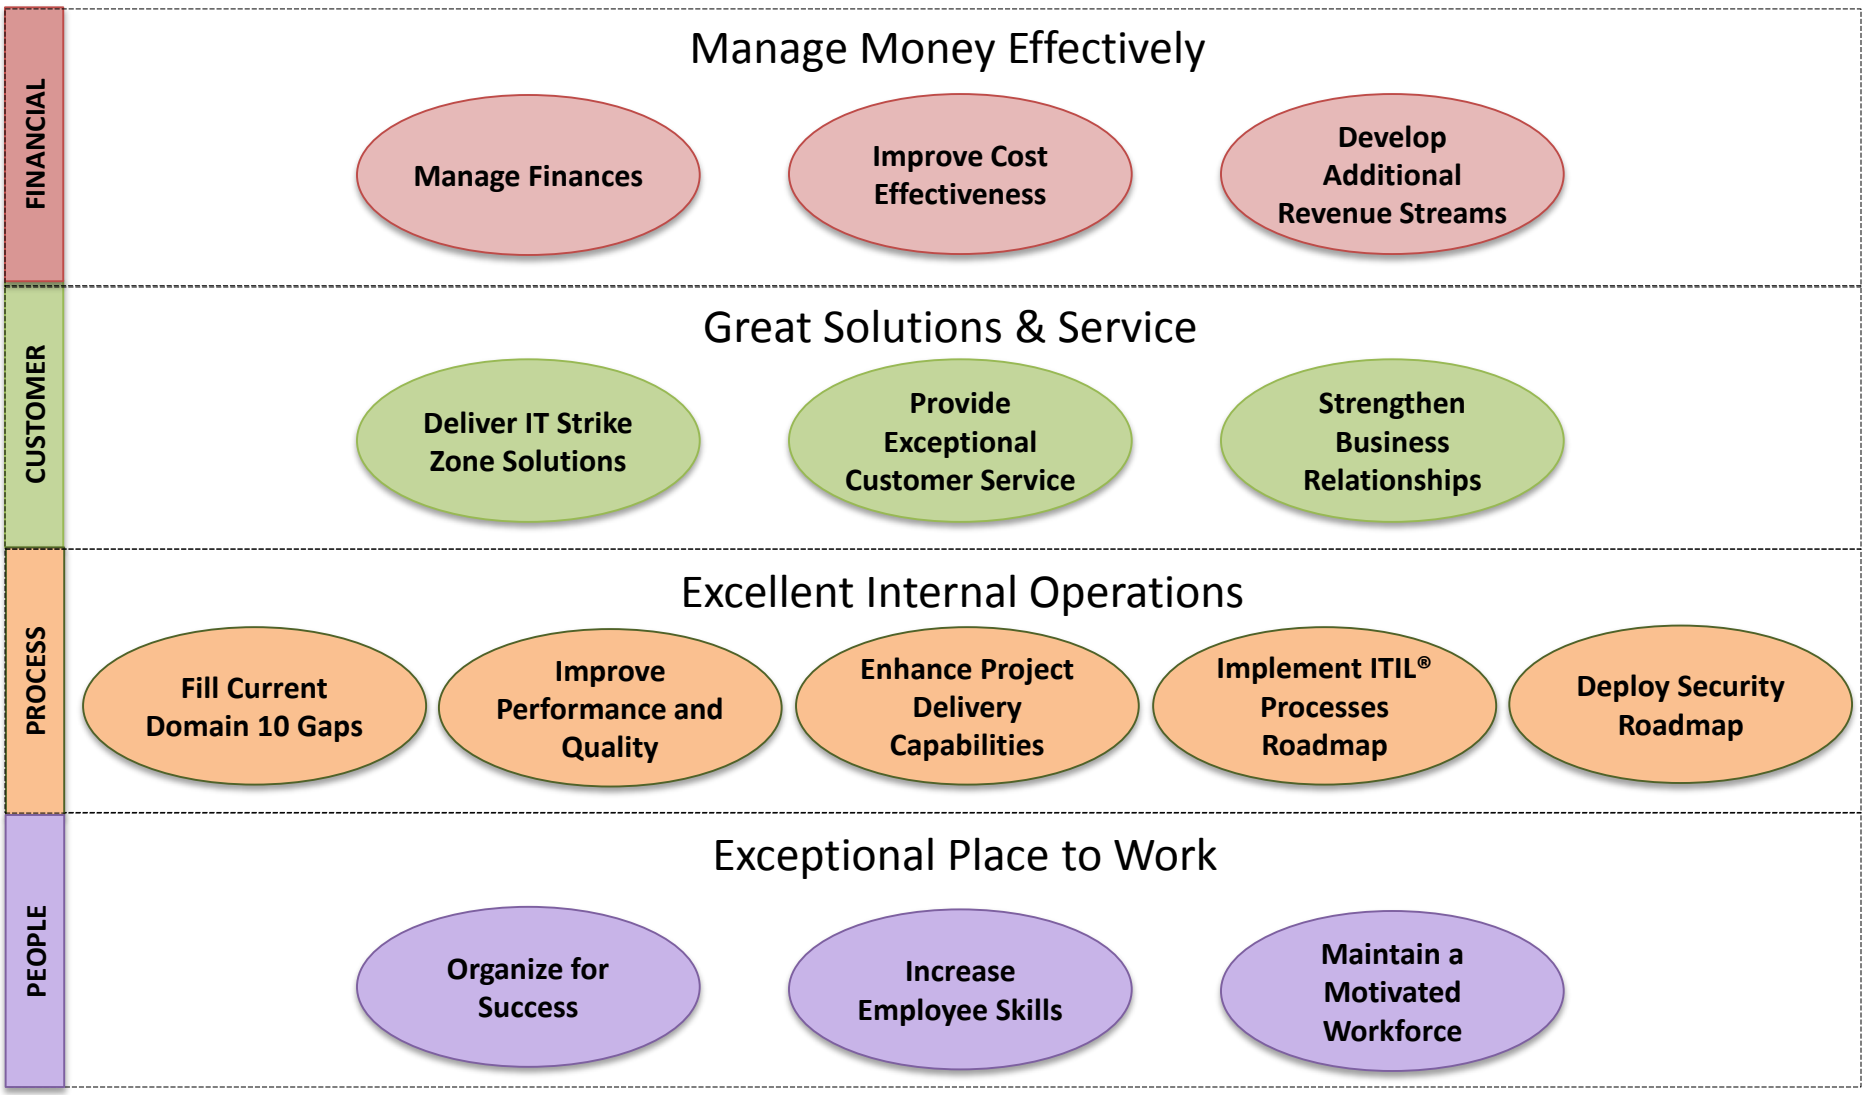 FINANCIAL
Manage Money Effectively
Manage Finances
Improve Cost
Effectiveness
Develop
Additional
Revenue Streams
CUSTOMER
Great Solutions & Service
Deliver IT Strike
Zone Solutions
Provide
Exceptional
Customer Service
Strengthen
Business
Relationships
PROCESS
Excellent Internal Operations
Fill Current
Domain 10 Gaps
Improve
Performance and
Quality
Enhance Project
Delivery
Capabilities
Implement ITIL®
Processes
Roadmap
Deploy Security
Roadmap
PEOPLE
Exceptional Place to Work
Organize for
Success
Increase
Employee Skills
Maintain a
Motivated
Workforce